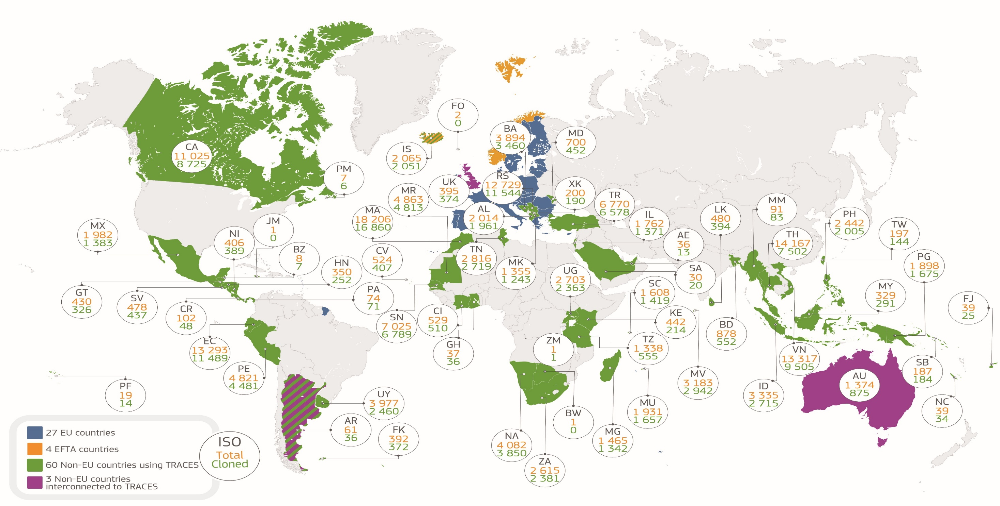 FO
2
0
BA
3 894
3 460
MD
700
452
CA
11 025
8 725
IS
2 065
2 051
PM
7
6
UK
395
374
RS
12 729
11 544
XK
200
190
MR
4 863
4 813
TR
6 770
6 578
MA
18 206
16 860
AL
2 014
1 961
IL
1 762
1 371
LK
480
394
MM
91
83
PH
2 442
2 005
TW
197
144
MX
1 982
1 383
NI
406
389
JM
1
0
BZ
8
7
HN
350
252
CV
524
407
TN
2 816
2 719
MK
1 355
1 243
UG
2 703
2 363
AE
36
13
SA
30
20
TH
14 167
7 502
PG
1 898
1 675
GT
430
326
SV
478
437
CR
102
48
PA
74
71
SC
1 608
1 419
MY
329
291
FJ
39
25
EC
13 293
11 489
SN
7 025
6 789
CI
529
510
GH
37
36
ZM
1
1
KE
442
214
TZ
1 338
555
BD
878
552
VN
13 317
9 505
SB
187
184
PE
4 821
4 481
PF
19
14
UY
3 977
2 460
AR
61
36
FK
392
372
MV
3 183
2 942
ID
3 335
2 715
AU
1 374
875
NC
39
34
MU
1 931
1 657
BW
1
0
MG
1 465
1 342
NA
4 082
3 850
ZA
2 615
2 381
27 EU countries
4 EFTA countries
60 Non-EU countries using TRACES
3 Non-EU countries
interconnected to TRACES
ISO
Total
Cloned